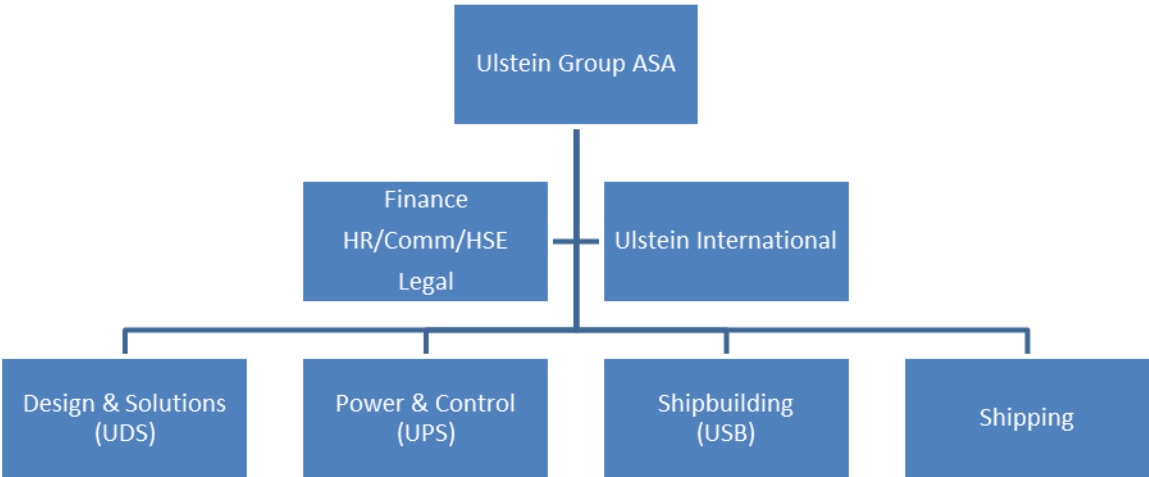 Ulstein Group ASA
Finance
HR/Comm/HSE
Legal
Ulstein International
Design & Solutions
(UDS)
Power & Control
(UPS)
Shipbuilding
(USB)
Shipping